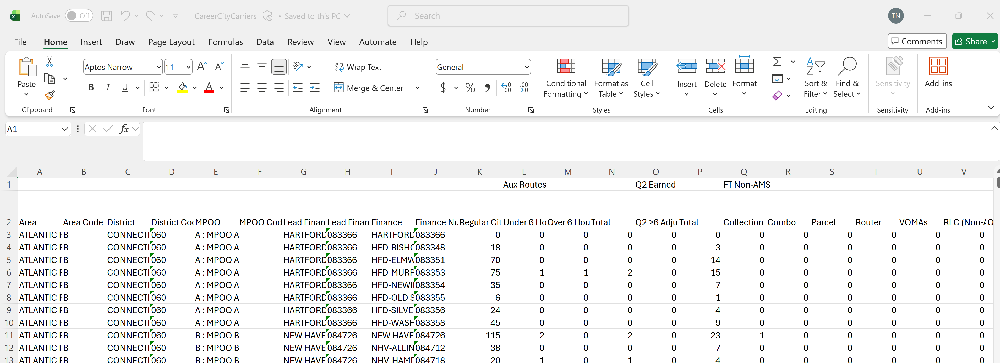 AutoSave Off CareerCityCarriers • Saved to this PC Search TN
File Home Insert Draw Page Layout Formulas Data Review View Automate Help Comments Share
Paste Aptos Narrow 11 Wrap Text General Conditional Formatting Format as Table Cell Styles Insert Delete Format Sort & Filter Find & Select Sensitivity Add-ins
B I U Merge & Center $ %
Clipboard Font Alignment Number Styles Cells Editing Sensitivity Add-ins
A1 fx
A B C D E F G H I J K L M N O P Q R S T U V
1 Aux Routes Q2 Earned FT Non-AMS
2 Area Area Code District District Co MPOO MPOO Cod Lead Finan Lead Finan Finance Finance Nu Regular Cit Under 6 Ho Over 6 Hou Total Q2 >6 Adju Total Collection Combo Parcel Router VOMAs RLC (Non-A O
3 ATLANTIC B CONNECTI 060 A : MPOO A HARTFORD 083366 HARTFORD 083366 0 0 0 0 0 0 0 0 0 0 0 0
4 ATLANTIC B CONNECTI 060 A : MPOO A HARTFORD 083366 HFD-BISHO 083348 18 0 0 0 0 3 0 0 0 0 0 0
5 ATLANTIC B CONNECTI 060 A : MPOO A HARTFORD 083366 HFD-ELMW 083351 70 0 0 0 0 14 0 0 0 0 0 0
6 ATLANTIC B CONNECTI 060 A : MPOO A HARTFORD 083366 HFD-MURP 083353 75 1 1 2 0 15 0 0 0 0 0 0
7 ATLANTIC B CONNECTI 060 A : MPOO A HARTFORD 083366 HFD-NEWI 083354 35 0 0 0 0 7 0 0 0 0 0 0
8 ATLANTIC B CONNECTI 060 A : MPOO A HARTFORD 083366 HFD-OLD S 083355 6 0 0 0 0 1 0 0 0 0 0 0
9 ATLANTIC B CONNECTI 060 A : MPOO A HARTFORD 083366 HFD-SILVE 083356 24 0 0 0 0 4 0 0 0 0 0 0
10 ATLANTIC B CONNECTI 060 A : MPOO A HARTFORD 083366 HFD-WASH 083358 45 0 0 0 0 9 0 0 0 0 0 0
11 ATLANTIC B CONNECTI 060 B : MPOO B NEW HAVE 084726 NEW HAVE 084726 115 2 0 2 0 23 1 0 0 0 0 0
12 ATLANTIC B CONNECTI 060 B : MPOO B NEW HAVE 084726 NHV-ALLIN 084712 38 0 0 0 0 7 0 0 0 0 0 0
13 ATLANTIC B CONNECTI 060 B : MPOO B NEW HAVE 084726 NHV-HAMD 084718 20 1 0 1 0 4 0 0 0 0 0 0